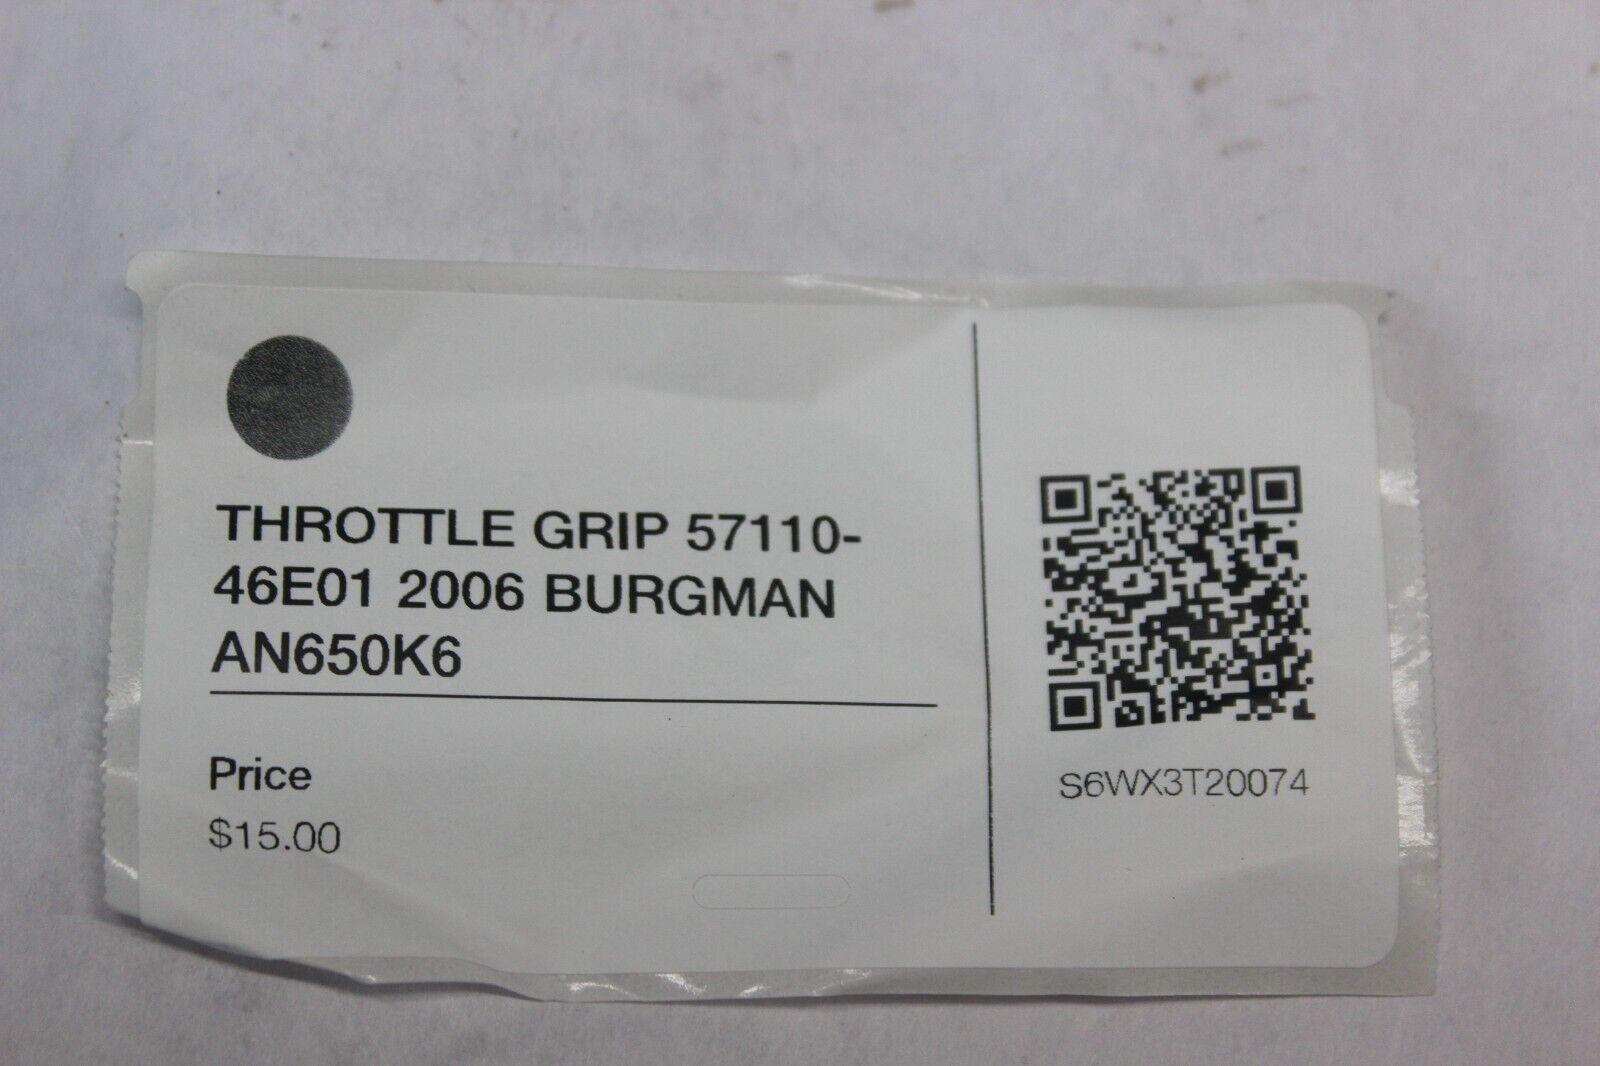 THROTTLE GRIP 57110-
46E01 2006 BURGMAN
AN650K6
Price
$15.00
S6WX3T20074